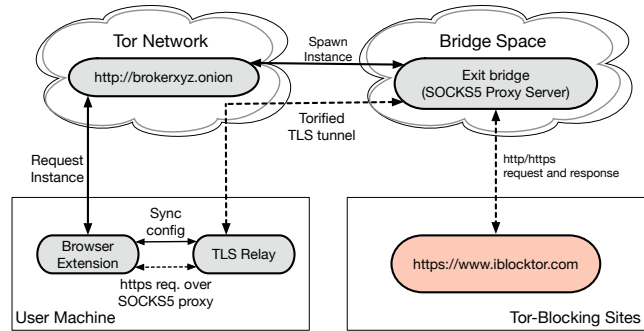 Tor Network
Spawn
Instance
Bridge Space
http://brokerxyz.onion
Exit bridge
(SOCKS5 Proxy Server)
Torified
TLS tunnel
Request
Instance
http/https
request and response
Sync
config
Browser
Extension
TLS Relay
https://www.iblocktor.com
https req. over
SOCKS5 proxy
User Machine
Tor-Blocking Sites